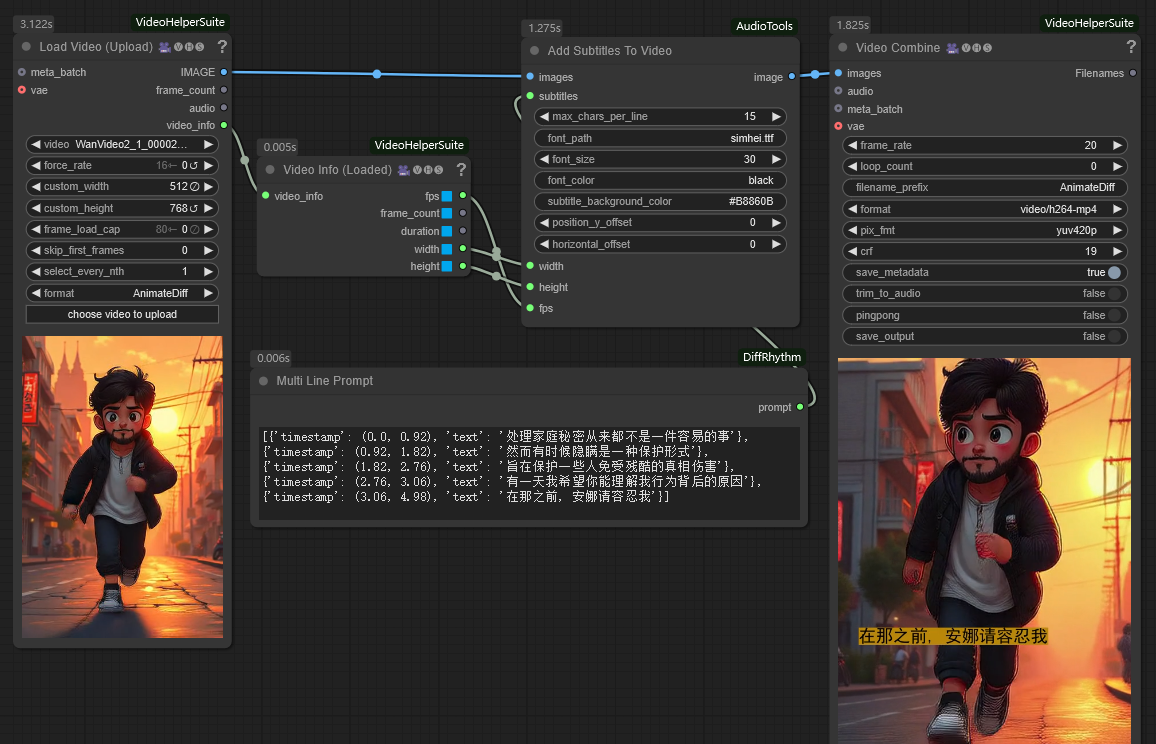 3.122s
VideoHelperSuite
Load Video (Upload)
?
meta_batch
IMAGE
vae
frame_count
audio
video_info
video WanVideo2_1_00002...
force_rate 16← 0
custom_width 512
custom_height 768
frame_load_cap 80← 0
skip_first_frames 0
select_every_nth 1
format AnimateDiff
choose video to upload
0.005s
VideoHelperSuite
Video Info (Loaded)
?
video_info
fps
frame_count
duration
width
height
1.275s
AudioTools
Add Subtitles To Video
images
image
subtitles
max_chars_per_line 15
font_path simhei.ttf
font_size 30
font_color black
subtitle_background_color #B8860B
position_y_offset 0
horizontal_offset 0
width
height
fps
0.006s
DiffRhythm
Multi Line Prompt
prompt
[{'timestamp': (0.0, 0.92), 'text': '处理家庭秘密从来都不是一件容易的事'},
{'timestamp': (0.92, 1.82), 'text': '然而有时候隐瞒是一种保护形式'},
{'timestamp': (1.82, 2.76), 'text': '旨在保护一些人免受残酷的真相伤害'},
{'timestamp': (2.76, 3.06), 'text': '有一天我希望你能理解我行为背后的原因'},
{'timestamp': (3.06, 4.98), 'text': '在那之前, 安娜请容忍我'}]
1.825s
VideoHelperSuite
Video Combine
?
images
Filenames
audio
meta_batch
vae
frame_rate 20
loop_count 0
filename_prefix AnimateDiff
format video/h264-mp4
pix_fmt yuv420p
crf 19
save_metadata true
trim_to_audio false
pingpong false
save_output false
在那之前, 安娜请容忍我